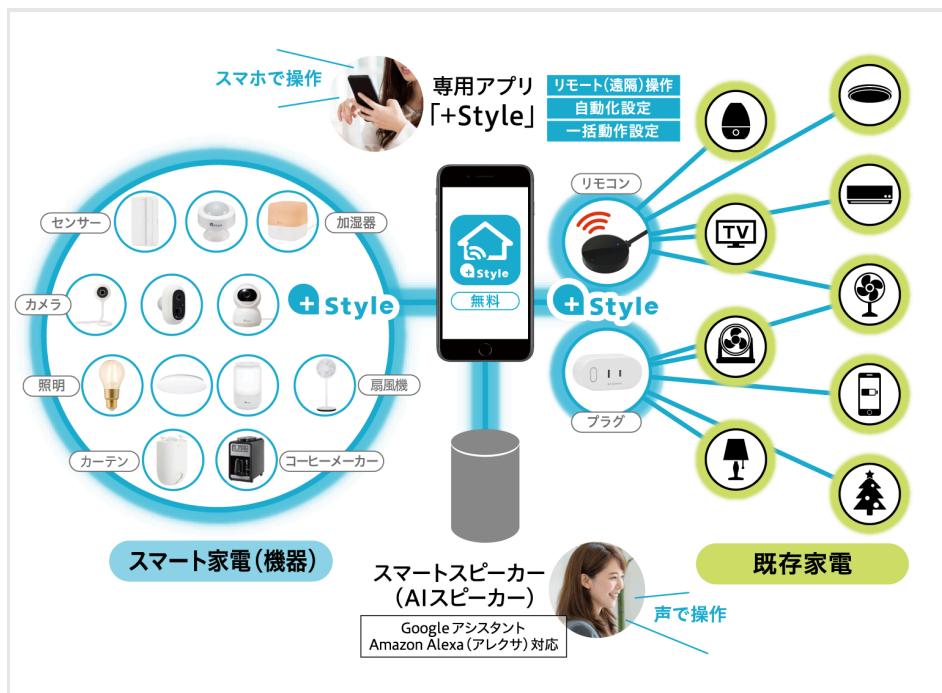 スマホで操作
専用アプリ
「+Style」
リモート(遠隔)操作
自動化設定
一括動作設定
リモコン
センサー
加湿器
TV
+Style
無料
カメラ
+Style
+Style
照明
扇風機
プラグ
カーテン
コーヒーメーカー
スマート家電(機器)
既存家電
スマートスピーカー
(AIスピーカー)
Googleアシスタント
Amazon Alexa(アレクサ)対応
声で操作